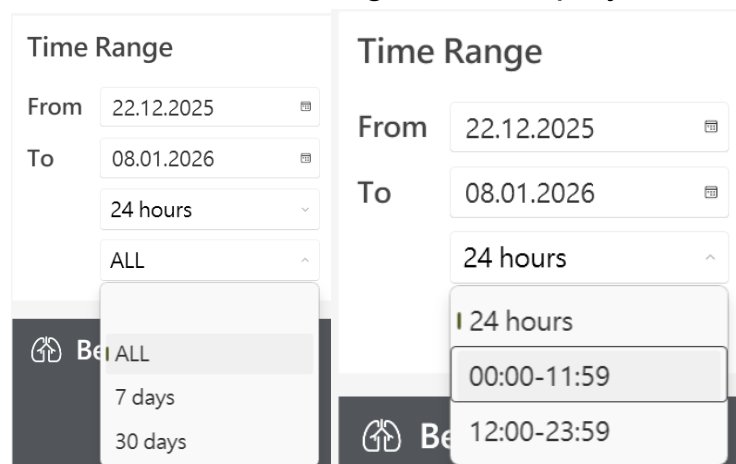 Time Range
From 22.12.2025
To 08.01.2026
24 hours
ALL
Be
ALL
7 days
30 days
Time Range
From 22.12.2025
To 08.01.2026
24 hours
24 hours
00:00-11:59
12:00-23:59
Be